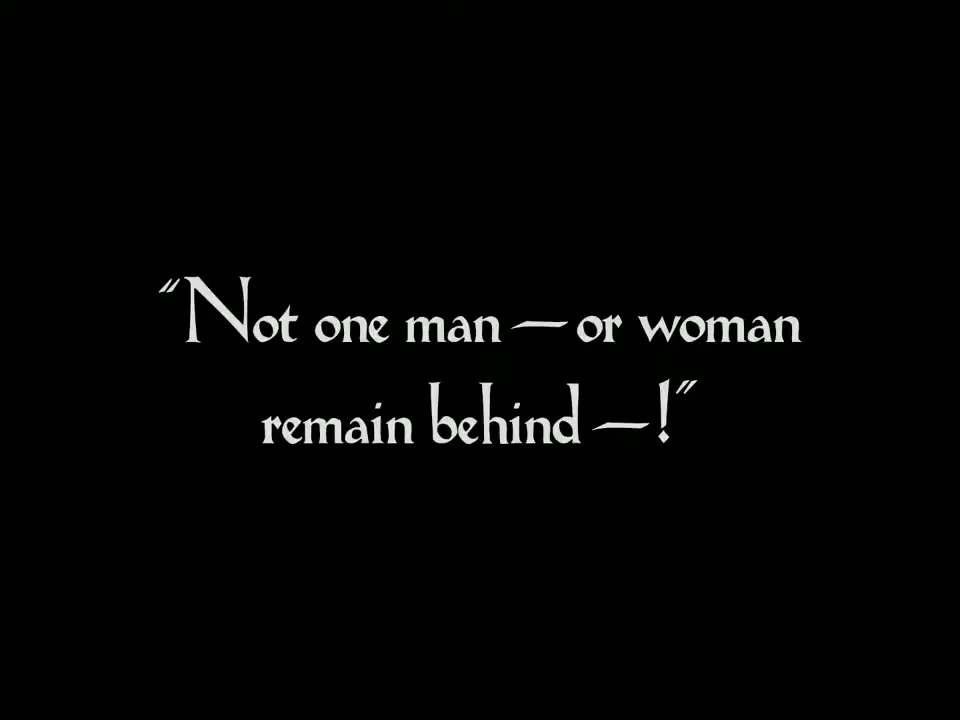 “Not one man — or woman
remain behind — !”